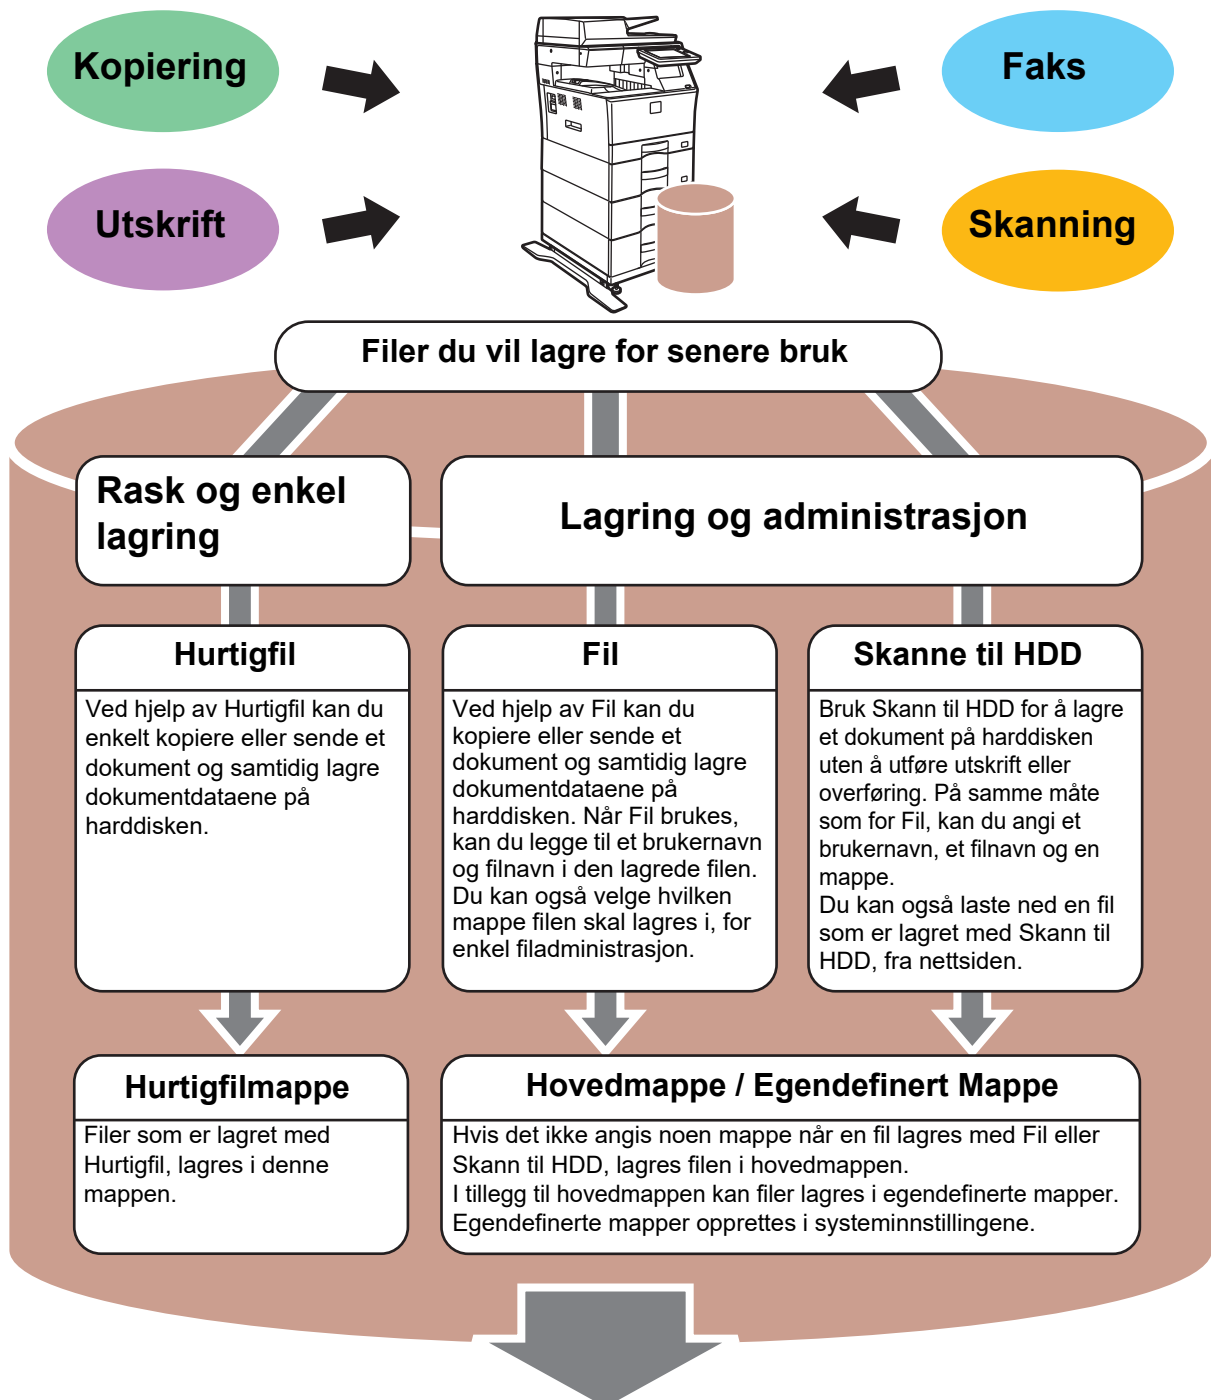 Kopiering
Faks
Utskrift
Skanning
Filer du vil lagre for senere bruk
Rask og enkel
lagring
Lagring og administrasjon
Hurtigfil
Ved hjelp av Hurtigfil kan du
enkelt kopiere eller sende et
dokument og samtidig lagre
dokumentdataene på
harddisken.
Fil
Ved hjelp av Fil kan du
kopiere eller sende et
dokument og samtidig lagre
dokumentdataene på
harddisken. Når Fil brukes,
kan du legge til et brukernavn
og filnavn i den lagrede filen.
Du kan også velge hvilken
mappe filen skal lagres i, for
enkel filadministrasjon.
Skanne til HDD
Bruk Skann til HDD for å lagre
et dokument på harddisken
uten å utføre utskrift eller
overføring. På samme måte
som for Fil, kan du angi et
brukernavn, et filnavn og en
mappe.
Du kan også laste ned en fil
som er lagret med Skann til
HDD, fra nettsiden.
Hurtigfilmappe
Filer som er lagret med
Hurtigfil, lagres i denne
mappen.
Hovedmappe / Egendefinert Mappe
Hvis det ikke angis noen mappe når en fil lagres med Fil eller
Skann til HDD, lagres filen i hovedmappen.
I tillegg til hovedmappen kan filer lagres i egendefinerte mapper.
Egendefinerte mapper opprettes i systeminnstillingene.